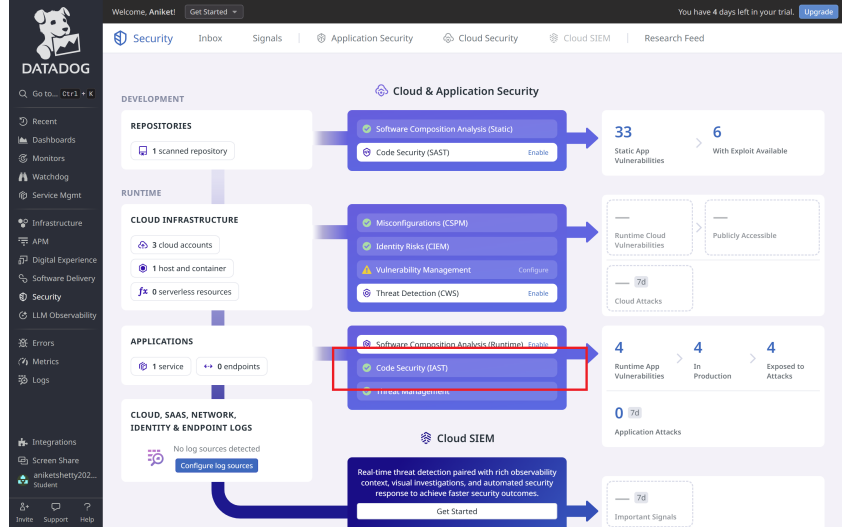 Welcome, Aniket!
Get Started
You have 4 days left in your trial.
Upgrade
DATADOG
Go to... Ctrl + K
Recent
Dashboards
Monitors
Watchdog
Service Mgmt
Infrastructure
APM
Digital Experience
Software Delivery
Security
LLM Observability
Errors
Metrics
Logs
Integrations
Screen Share
aniketshetty202...
Student
Invite
Support
Help
Security
Inbox
Signals
Application Security
Cloud Security
Cloud SIEM
Research Feed
Cloud & Application Security
DEVELOPMENT
REPOSITORIES
1 scanned repository
Software Composition Analysis (Static)
Code Security (SAST)
Enable
33
Static App
Vulnerabilities
6
With Exploit Available
RUNTIME
CLOUD INFRASTRUCTURE
3 cloud accounts
1 host and container
0 serverless resources
Misconfigurations (CSPM)
Identity Risks (CIEM)
Vulnerability Management
Configure
Threat Detection (CWS)
Enable
—
Runtime Cloud
Vulnerabilities
—
Publicly Accessible
— 7d
Cloud Attacks
APPLICATIONS
1 service
0 endpoints
Software Composition Analysis (Runtime)
Enable
Code Security (IAST)
Threat Management
4
Runtime App
Vulnerabilities
4
In
Production
4
Exposed to
Attacks
0 7d
Application Attacks
CLOUD, SAAS, NETWORK,
IDENTITY & ENDPOINT LOGS
No log sources detected
Configure log sources
Cloud SIEM
Real-time threat detection paired with rich observability
context, visual investigations, and automated security
response to achieve faster security outcomes.
Get Started
— 7d
Important Signals